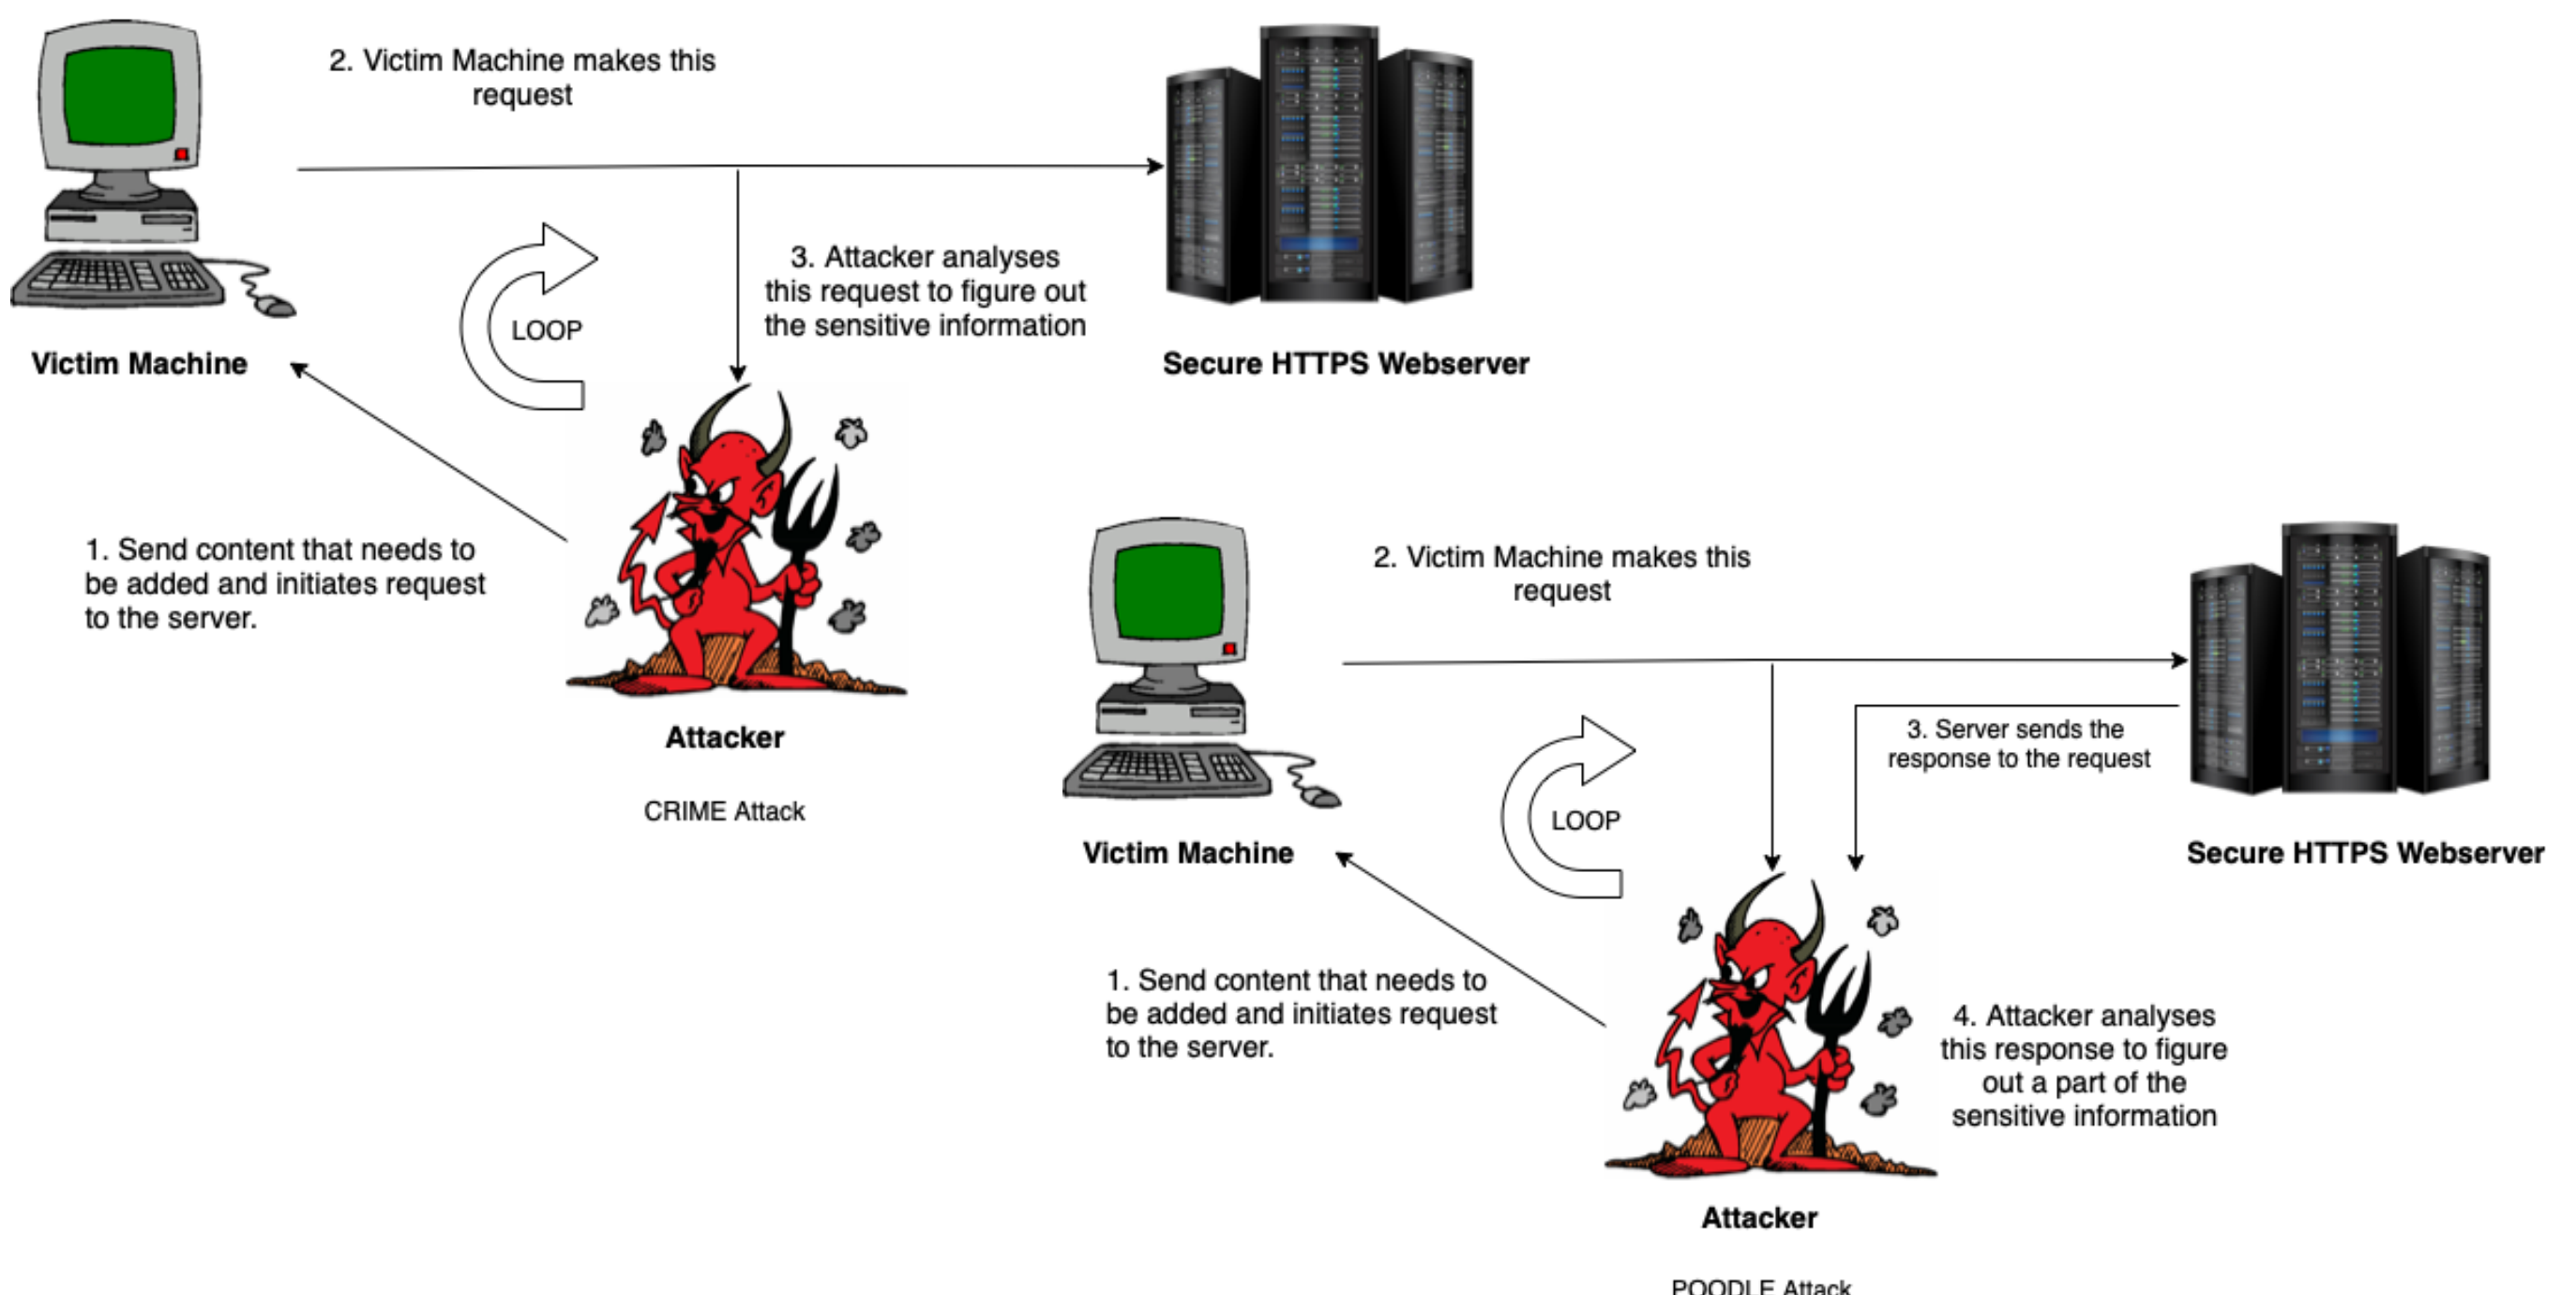 2. Victim Machine makes this
request
3. Attacker analyses
this request to figure out
the sensitive information
LOOP
Victim Machine
Secure HTTPS Webserver
1. Send content that needs to
be added and initiates request
to the server.
Attacker
CRIME Attack
2. Victim Machine makes this
request
3. Server sends the
response to the request
LOOP
Victim Machine
Secure HTTPS Webserver
1. Send content that needs to
be added and initiates request
to the server.
4. Attacker analyses
this response to figure
out a part of the
sensitive information
Attacker
POODLE Attack